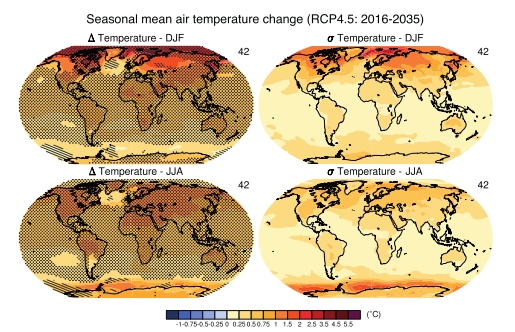 Seasonal mean air temperature change (RCP4.5: 2016-2035)
Δ Temperature - DJF
σ Temperature - DJF
42
42
Δ Temperature - JJA
σ Temperature - JJA
42
42
(°C)
-1 -0.75 -0.5 -0.25 0 0.25 0.5 0.75 1 1.5 2 2.5 3 3.5 4 4.5 5.5